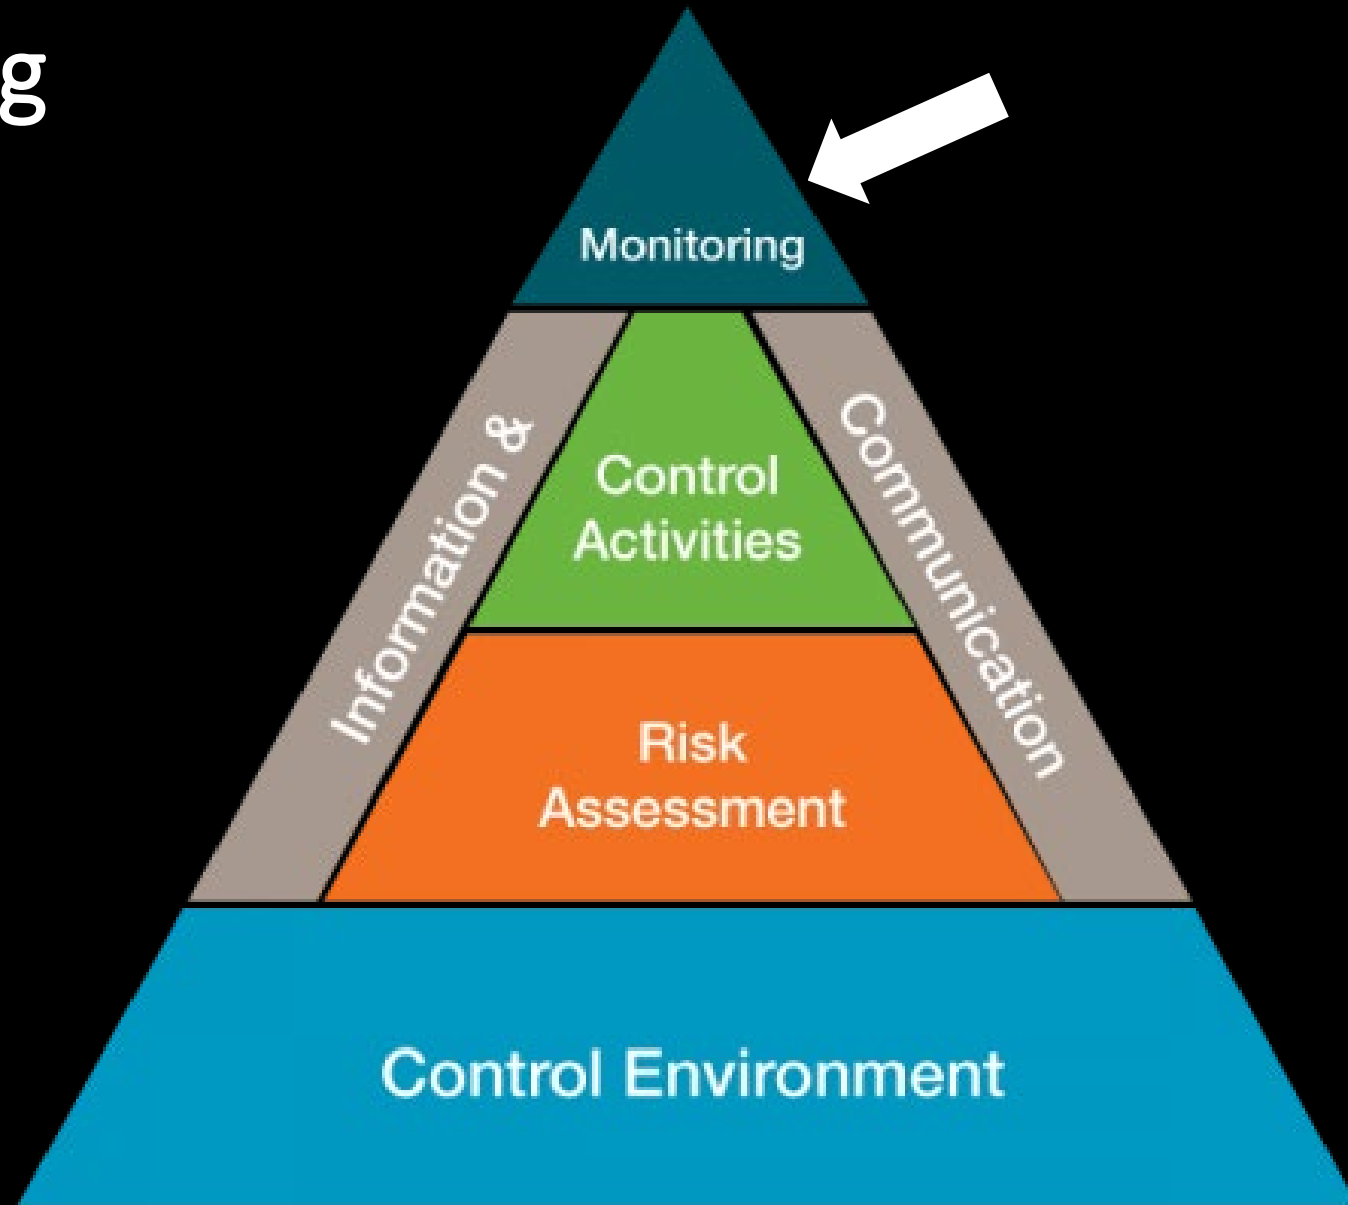 g
Monitoring
Information &
Communication
Control
Activities
Risk
Assessment
Control Environment